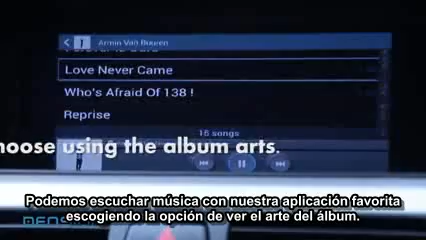 Armin Van Buuren
Love Never Came
Who's Afraid Of 138 !
Reprise
16 songs
hoose using the album arts.
Podemos escuchar música con nuestra aplicación favorita
escogiendo la opción de ver el arte del álbum.